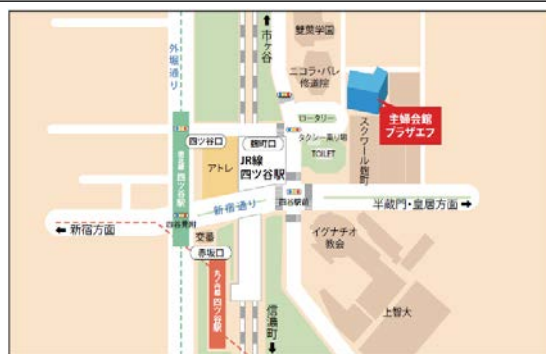 雙葉学園
市ヶ谷
外堀通り
ニコラ・バレ
修道院
主婦会館
プラザエフ
ロータリー
タクシー乗り場
TOILET
スクワール麹町
四ツ谷口
麹町口
アトレ
JR線
四ツ谷駅
南北線 四ツ谷駅
四谷駅前
新宿通り
半蔵門・皇居方面
四谷見附
新宿方面
交番
赤坂口
イグナチオ
教会
丸ノ内線 四ツ谷駅
信濃町
上智大